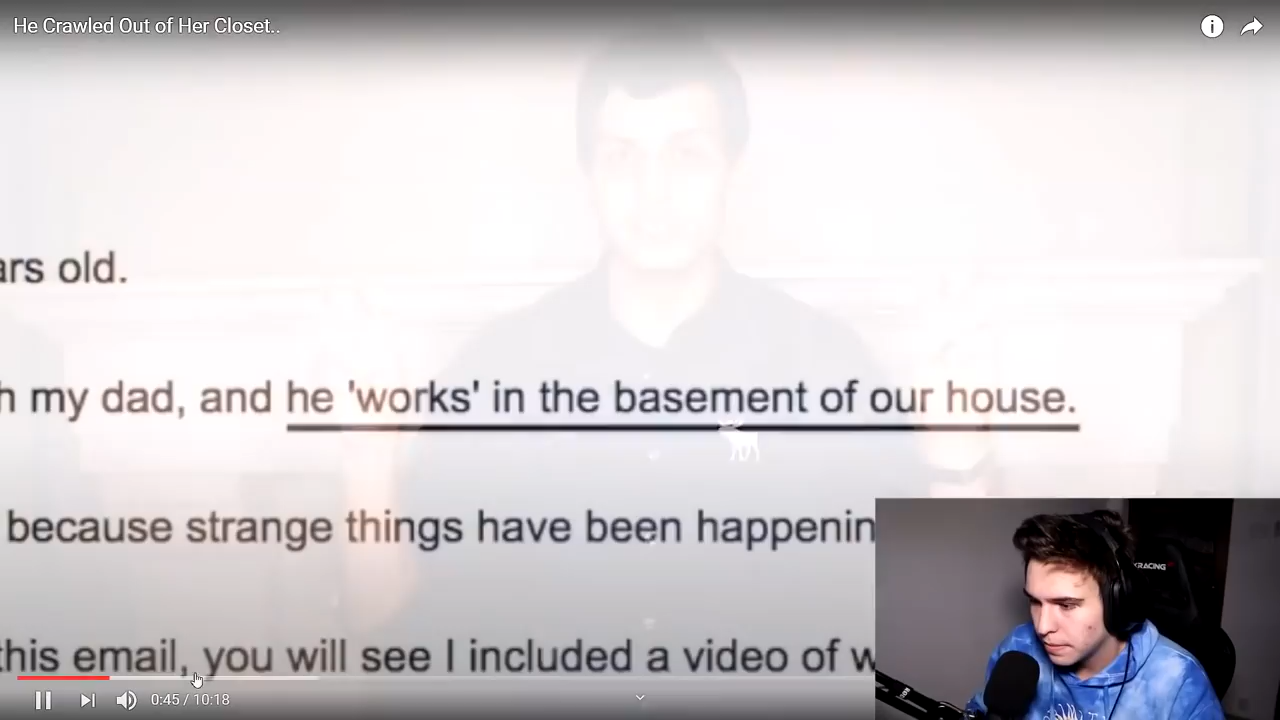 He Crawled Out of Her Closet..
ars old.
h my dad, and he 'works' in the basement of our house.
because strange things have been happenin
this email, you will see I included a video of w
0:45 / 10:18
RACING